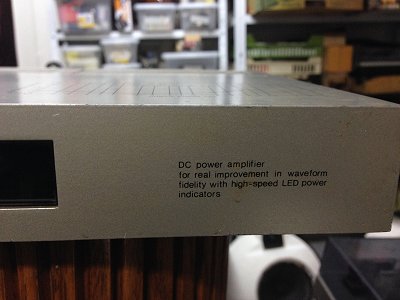 DC power amplifier
for real improvement in waveform
fidelity with high-speed LED power
indicators